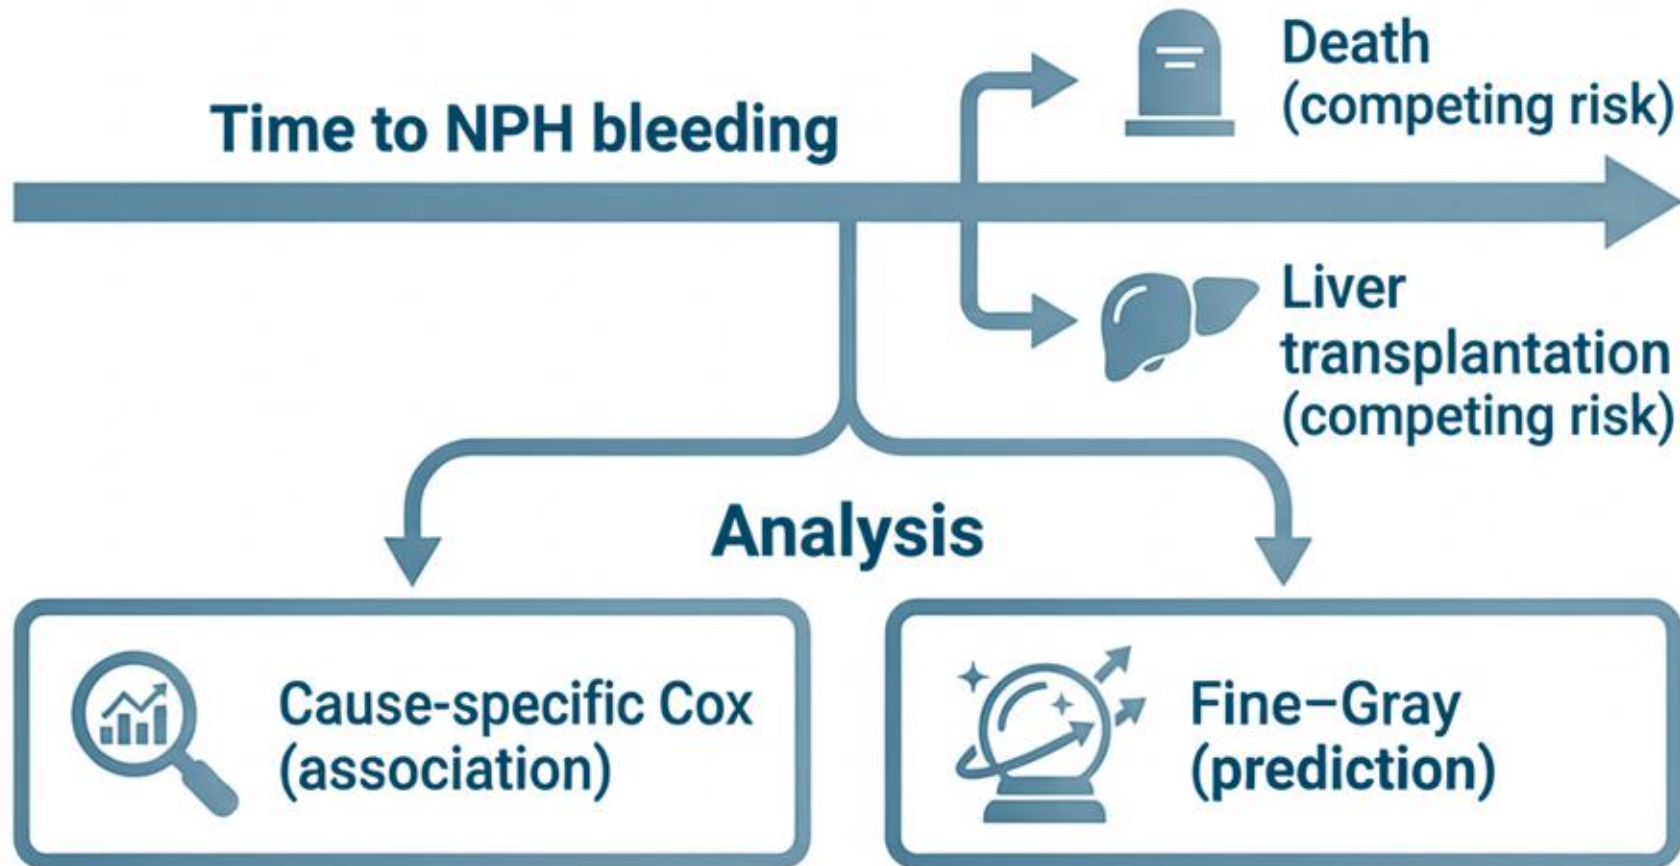 Time to NPH bleeding
Death
(competing risk)
Liver
transplantation
(competing risk)
Analysis
Cause-specific Cox
(association)
Fine–Gray
(prediction)